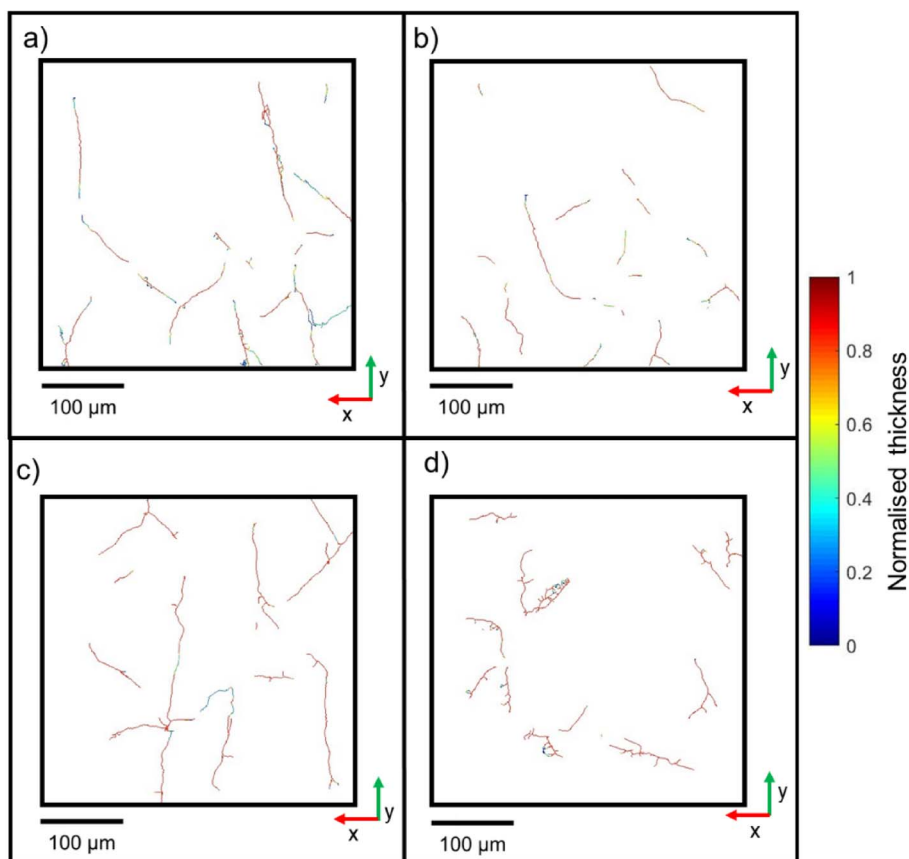 a)
y
x
100 µm
b)
y
x
100 µm
c)
y
x
100 µm
d)
y
x
100 µm
1
0.8
0.6
0.4
0.2
0
Normalised thickness